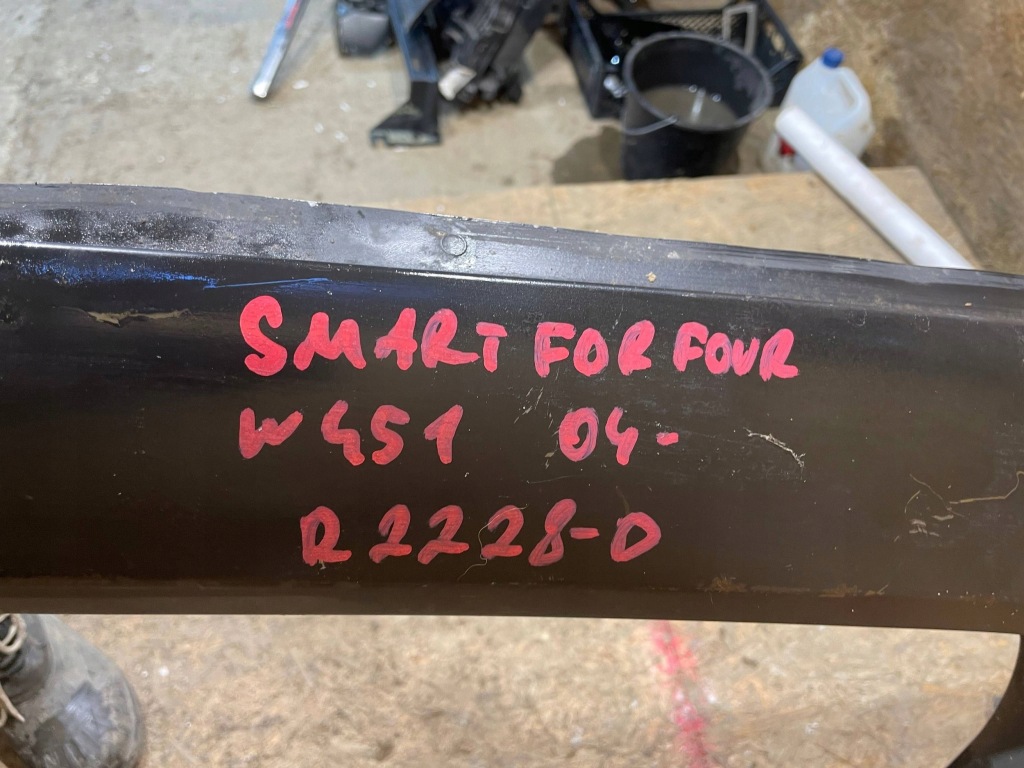 SMART FOR FOUR
W451 04-
R2228-D